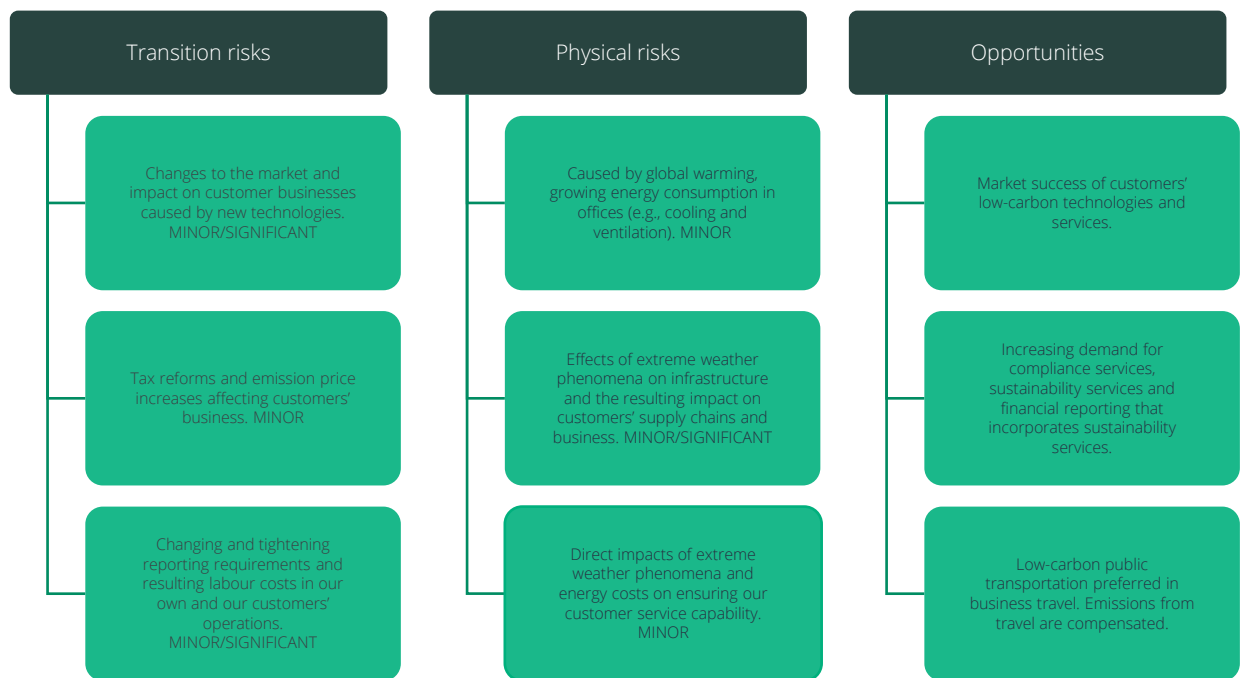 Transition risks
Changes to the market and
impact on customer businesses
caused by new technologies.
MINOR/SIGNIFICANT
Tax reforms and emission price
increases affecting customers’
business. MINOR
Changing and tightening
reporting requirements and
resulting labour costs in our
own and our customers’
operations.
MINOR/SIGNIFICANT
Physical risks
Caused by global warming,
growing energy consumption in
offices (e.g., cooling and
ventilation). MINOR
Effects of extreme weather
phenomena on infrastructure
and the resulting impact on
customers’ supply chains and
business. MINOR/SIGNIFICANT
Direct impacts of extreme
weather phenomena and
energy costs on ensuring our
customer service capability.
MINOR
Opportunities
Market success of customers’
low-carbon technologies and
services.
Increasing demand for
compliance services,
sustainability services and
financial reporting that
incorporates sustainability
services.
Low-carbon public
transportation preferred in
business travel. Emissions from
travel are compensated.